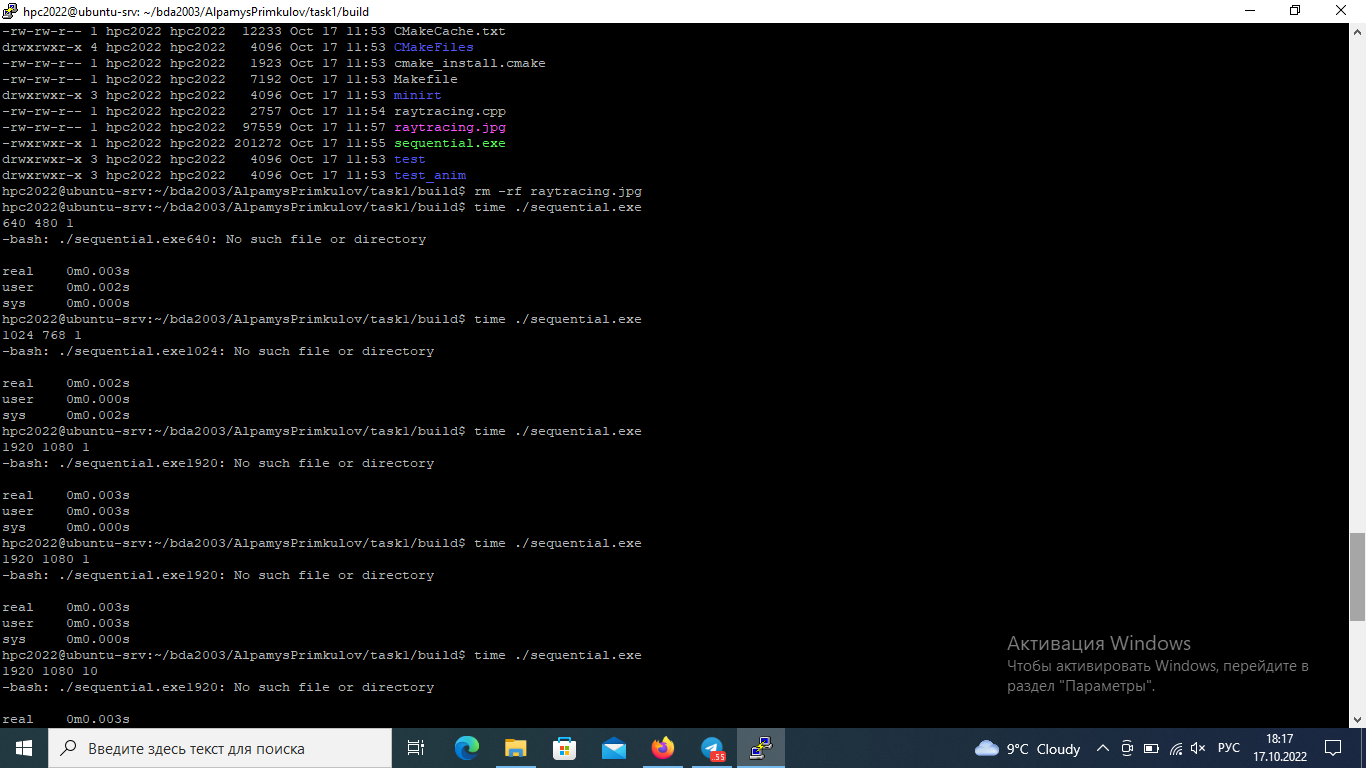 hpc2022@ubuntu-srv: ~/bda2003/AlpamysPrimkulov/task1/build
-rw-rw-r-- 1 hpc2022 hpc2022  12233 Oct 17 11:53 CMakeCache.txt
drwxrwxr-x 4 hpc2022 hpc2022   4096 Oct 17 11:53 CMakeFiles
-rw-rw-r-- 1 hpc2022 hpc2022   1923 Oct 17 11:53 cmake_install.cmake
-rw-rw-r-- 1 hpc2022 hpc2022   7192 Oct 17 11:53 Makefile
drwxrwxr-x 3 hpc2022 hpc2022   4096 Oct 17 11:53 minirt
-rw-rw-r-- 1 hpc2022 hpc2022   2757 Oct 17 11:54 raytracing.cpp
-rw-rw-r-- 1 hpc2022 hpc2022  97559 Oct 17 11:57 raytracing.jpg
-rwxrwxr-x 1 hpc2022 hpc2022 201272 Oct 17 11:55 sequential.exe
drwxrwxr-x 3 hpc2022 hpc2022   4096 Oct 17 11:53 test
drwxrwxr-x 3 hpc2022 hpc2022   4096 Oct 17 11:53 test_anim
hpc2022@ubuntu-srv:~/bda2003/AlpamysPrimkulov/task1/build$ rm -rf raytracing.jpg
hpc2022@ubuntu-srv:~/bda2003/AlpamysPrimkulov/task1/build$ time ./sequential.exe
640 480 1
-bash: ./sequential.exe640: No such file or directory
real    0m0.003s
user    0m0.002s
sys     0m0.000s
hpc2022@ubuntu-srv:~/bda2003/AlpamysPrimkulov/task1/build$ time ./sequential.exe
1024 768 1
-bash: ./sequential.exe1024: No such file or directory
real    0m0.002s
user    0m0.000s
sys     0m0.002s
hpc2022@ubuntu-srv:~/bda2003/AlpamysPrimkulov/task1/build$ time ./sequential.exe
1920 1080 1
-bash: ./sequential.exe1920: No such file or directory
real    0m0.003s
user    0m0.003s
sys     0m0.000s
hpc2022@ubuntu-srv:~/bda2003/AlpamysPrimkulov/task1/build$ time ./sequential.exe
1920 1080 1
-bash: ./sequential.exe1920: No such file or directory
real    0m0.003s
user    0m0.003s
sys     0m0.000s
hpc2022@ubuntu-srv:~/bda2003/AlpamysPrimkulov/task1/build$ time ./sequential.exe
1920 1080 10
-bash: ./sequential.exe1920: No such file or directory
real    0m0.003s
Активация Windows
Чтобы активировать Windows, перейдите в
раздел "Параметры".
Введите здесь текст для поиска
55
9°C Cloudy
РУС
18:17
17.10.2022